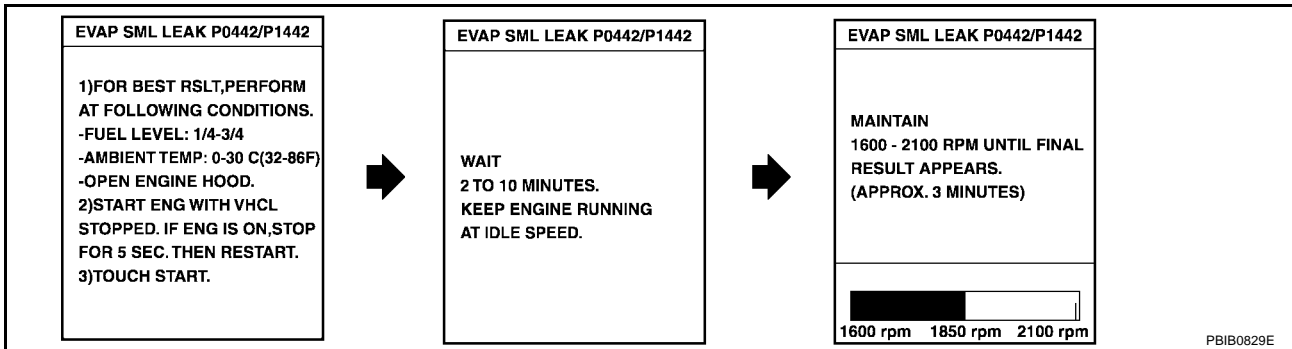 EVAP SML LEAK P0442/P1442
1)FOR BEST RSLT,PERFORM
AT FOLLOWING CONDITIONS.
-FUEL LEVEL: 1/4-3/4
-AMBIENT TEMP: 0-30 C(32-86F)
-OPEN ENGINE HOOD.
2)START ENG WITH VHCL
STOPPED. IF ENG IS ON,STOP
FOR 5 SEC. THEN RESTART.
3)TOUCH START.
EVAP SML LEAK P0442/P1442
WAIT
2 TO 10 MINUTES.
KEEP ENGINE RUNNING
AT IDLE SPEED.
EVAP SML LEAK P0442/P1442
MAINTAIN
1600 - 2100 RPM UNTIL FINAL
RESULT APPEARS.
(APPROX. 3 MINUTES)
1600 rpm 1850 rpm 2100 rpm
PBIB0829E